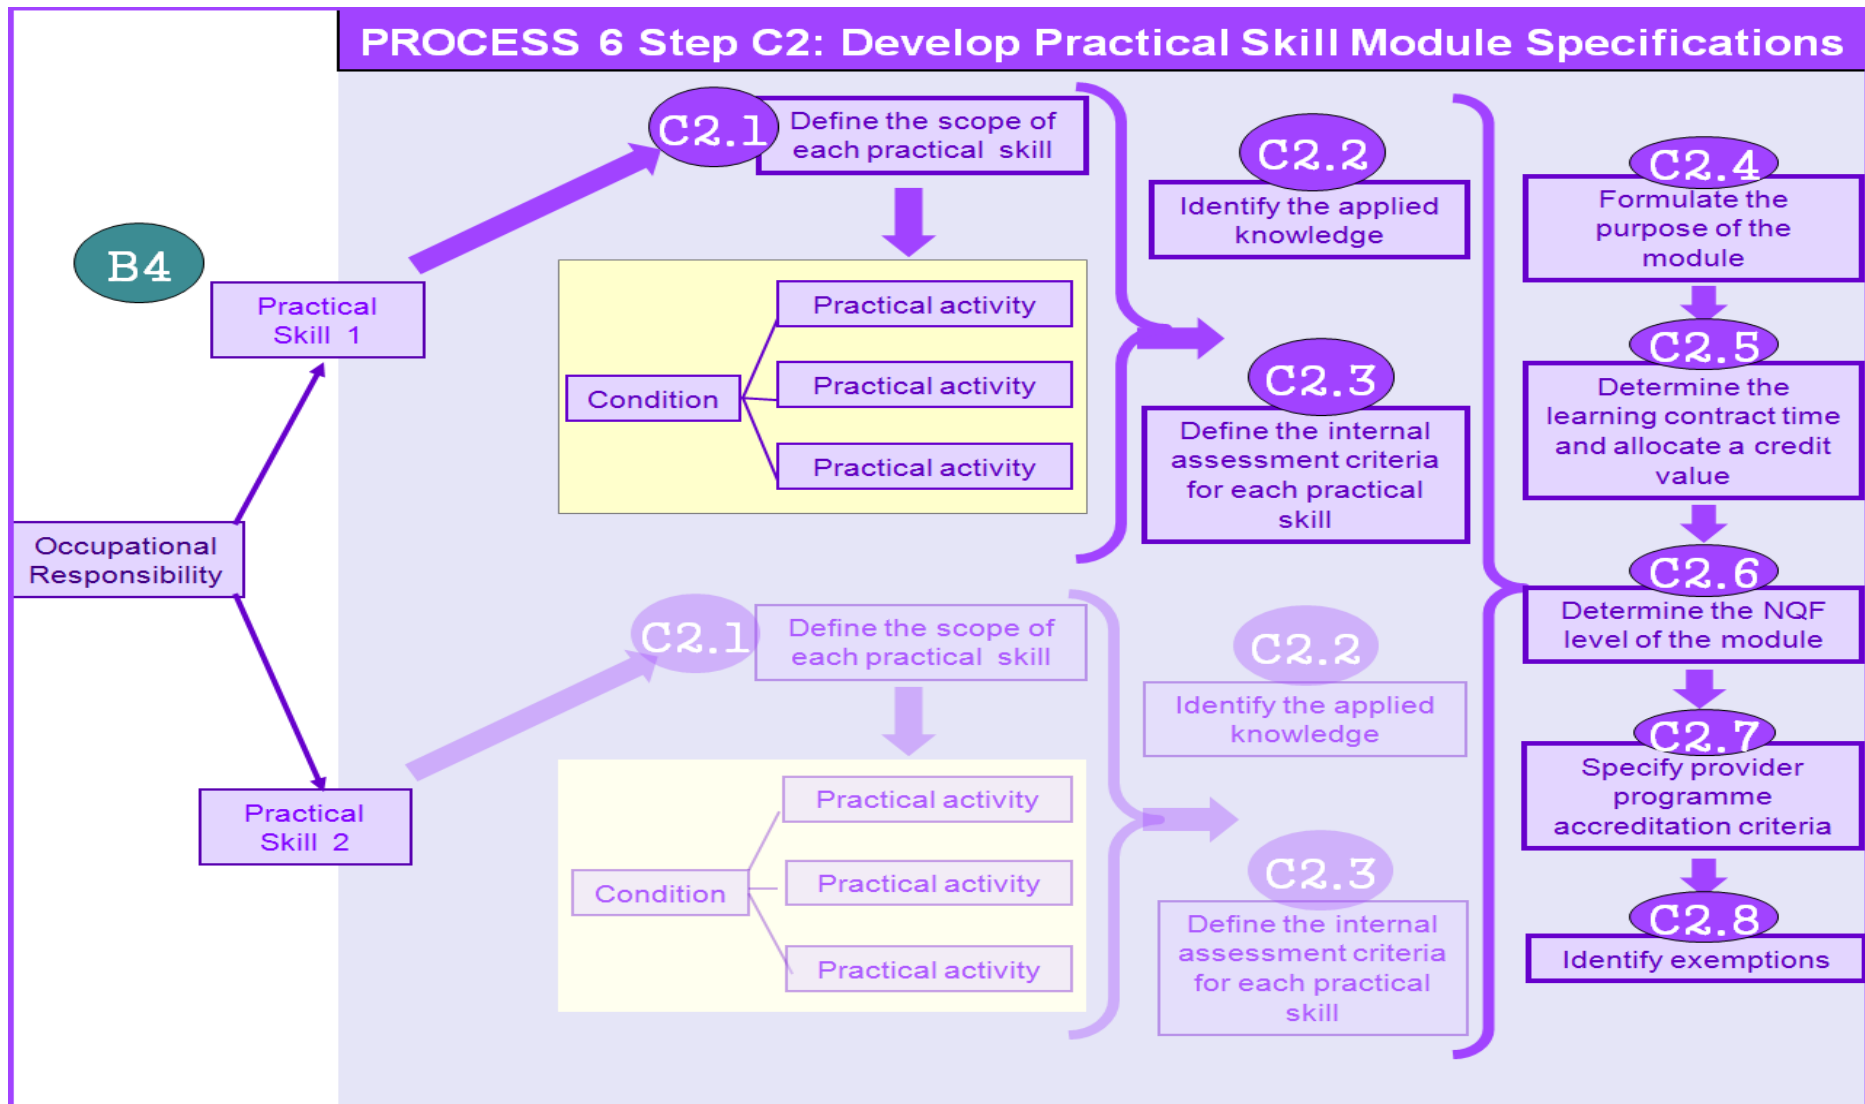 PROCESS 6 Step C2: Develop Practical Skill Module Specifications
B4
Practical
Skill 1
Occupational
Responsibility
Practical
Skill 2
C2.1
Define the scope of
each practical skill
Condition
Practical activity
Practical activity
Practical activity
C2.2
Identify the applied
knowledge
C2.3
Define the internal
assessment criteria
for each practical
skill
C2.1
Define the scope of
each practical skill
Condition
Practical activity
Practical activity
Practical activity
C2.2
Identify the applied
knowledge
C2.3
Define the internal
assessment criteria
for each practical
skill
C2.4
Formulate the
purpose of the
module
C2.5
Determine the
learning contract time
and allocate a credit
value
C2.6
Determine the NQF
level of the module
C2.7
Specify provider
programme
accreditation criteria
C2.8
Identify exemptions